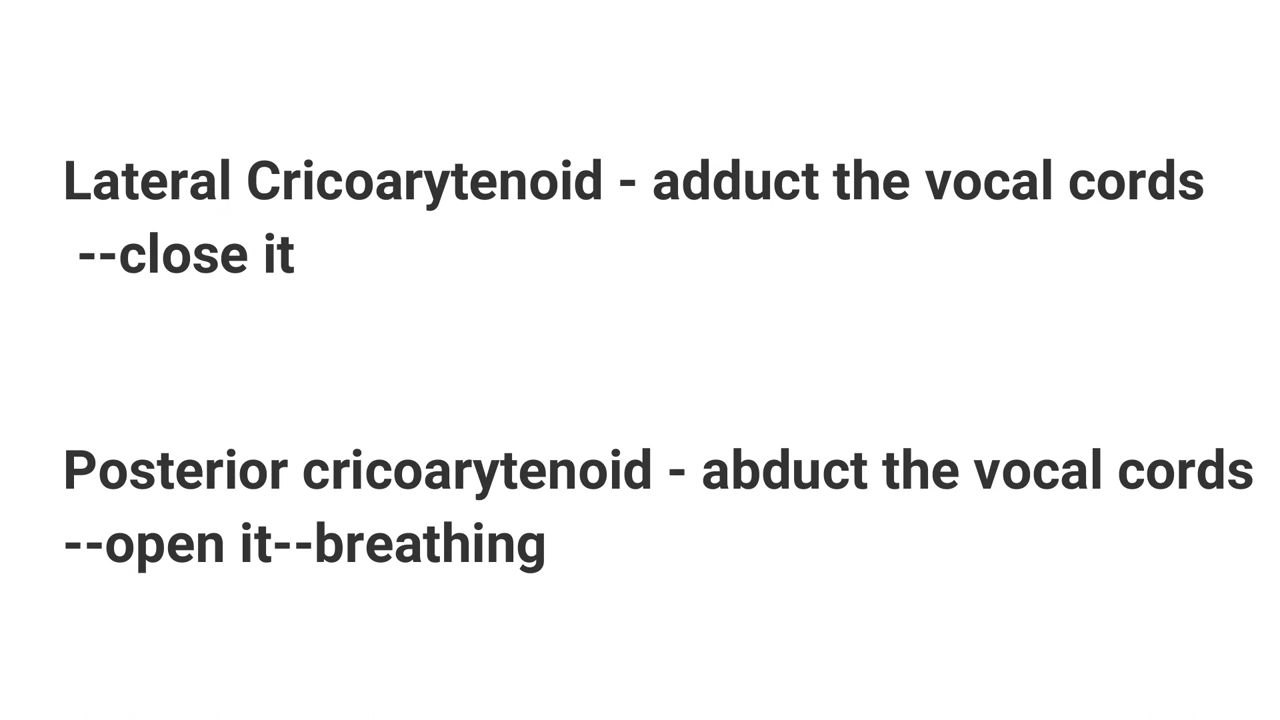 Lateral Cricoarytenoid - adduct the vocal cords
--close it
Posterior cricoarytenoid - abduct the vocal cords
--open it--breathing